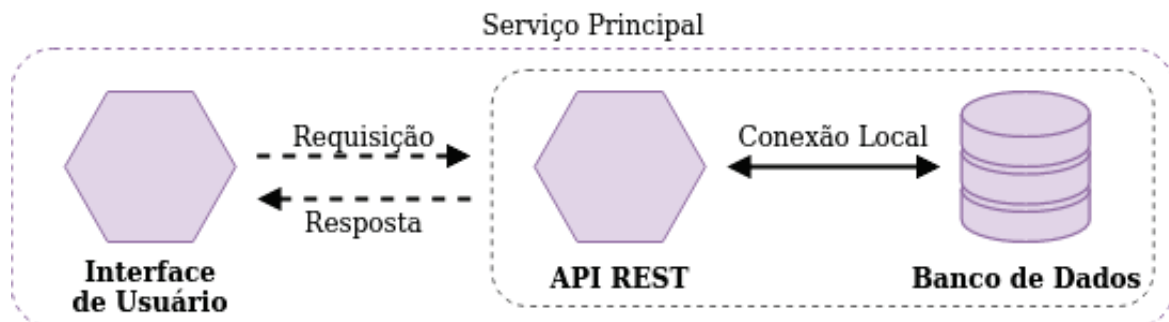 Serviço Principal
Requisição
Resposta
Conexão Local
Interface
de Usuário
API REST
Banco de Dados